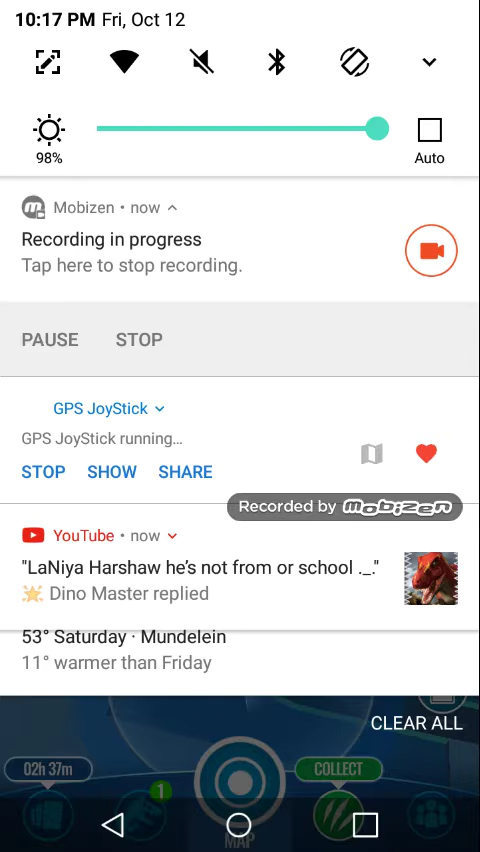 10:17 PM Fri, Oct 12
98%
Auto
Mobizen • now
Recording in progress
Tap here to stop recording.
PAUSE STOP
GPS JoyStick
GPS JoyStick running...
STOP SHOW SHARE
Recorded by mobizen
YouTube • now
"LaNiya Harshaw he's not from or school ._."
🌟 Dino Master replied
53° Saturday · Mundelein
11° warmer than Friday
CLEAR ALL
02h 37m
COLLECT
1
MAP